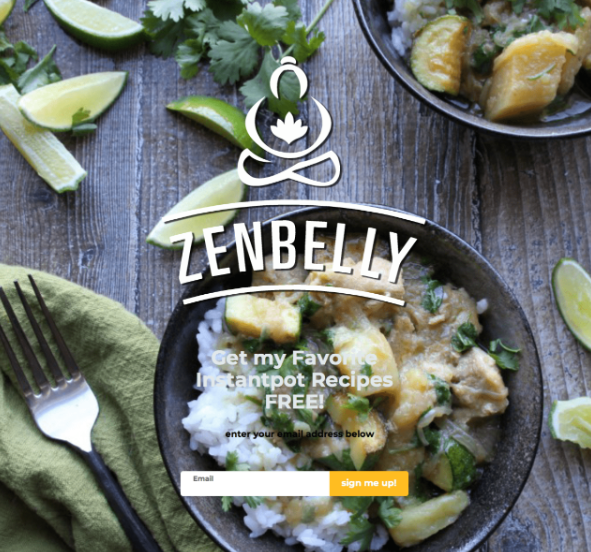 ZENBELLY
Get my Favorite
Instantpot Recipes
FREE!
enter your email address below
Email
sign me up!